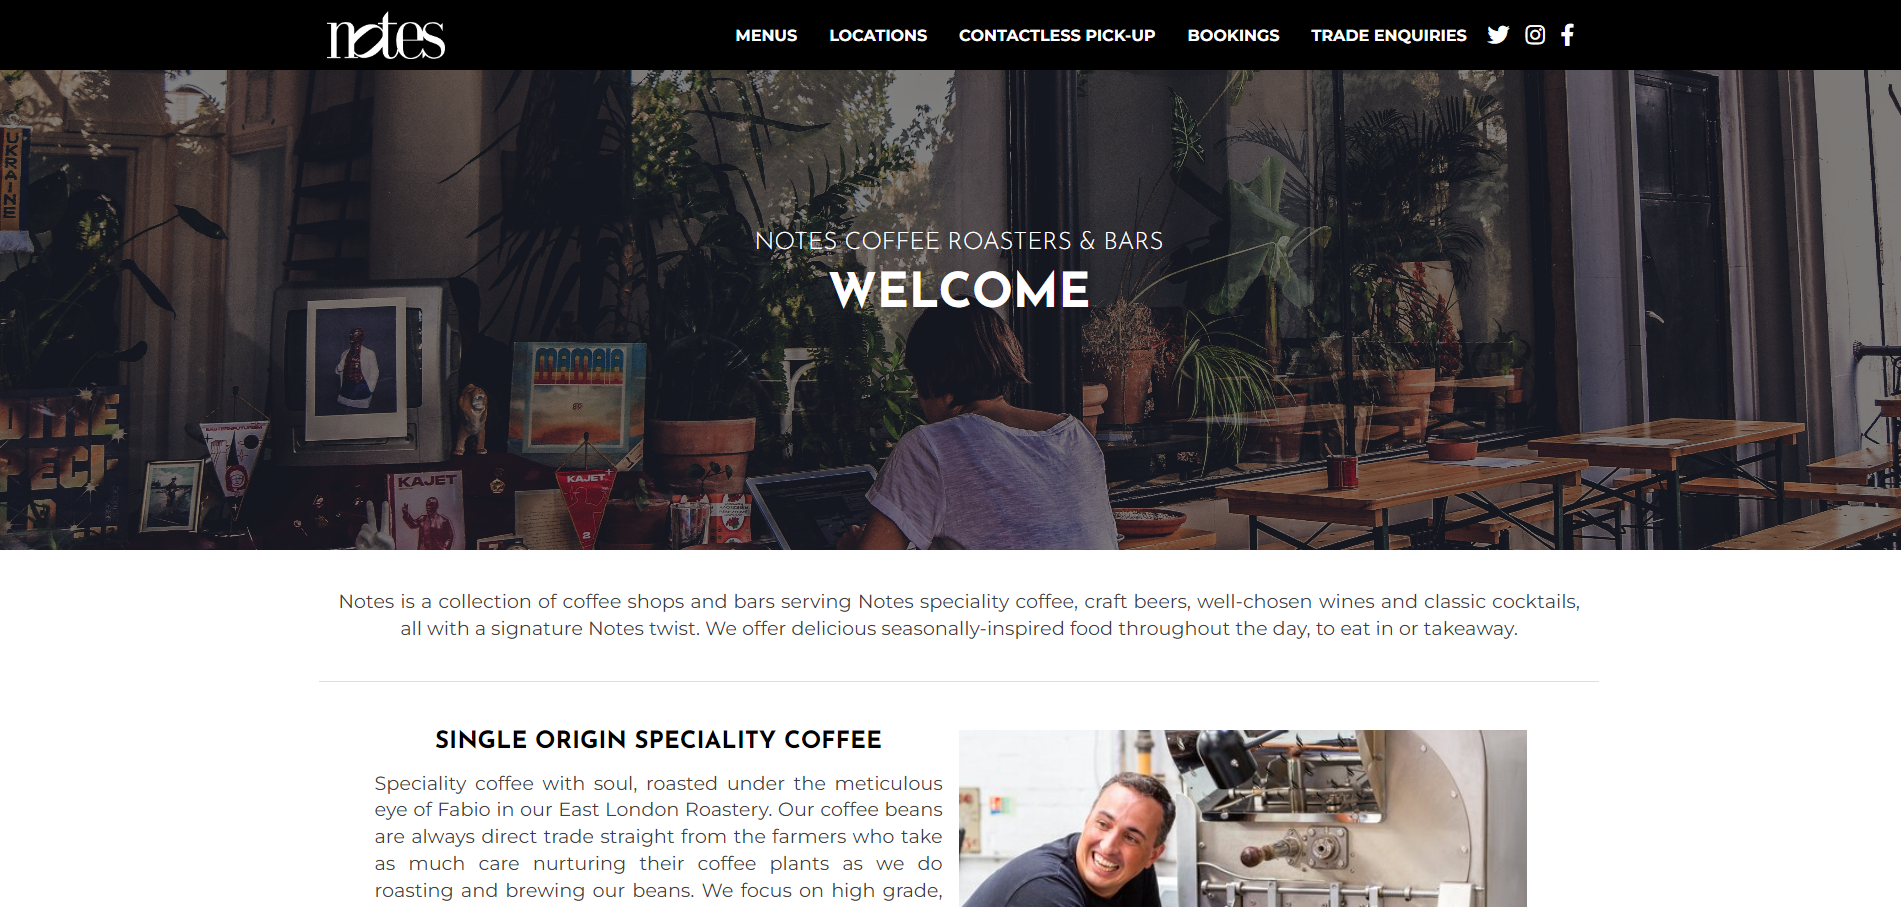 notes
MENUS
LOCATIONS
CONTACTLESS PICK-UP
BOOKINGS
TRADE ENQUIRIES
UKRAINE
NOTES COFFEE ROASTERS & BARS
WELCOME
MAMAIA
KAJET
KAJET
2
Notes is a collection of coffee shops and bars serving Notes speciality coffee, craft beers, well-chosen wines and classic cocktails,
all with a signature Notes twist. We offer delicious seasonally-inspired food throughout the day, to eat in or takeaway.
SINGLE ORIGIN SPECIALITY COFFEE
Speciality coffee with soul, roasted under the meticulous
eye of Fabio in our East London Roastery. Our coffee beans
are always direct trade straight from the farmers who take
as much care nurturing their coffee plants as we do
roasting and brewing our beans. We focus on high grade,